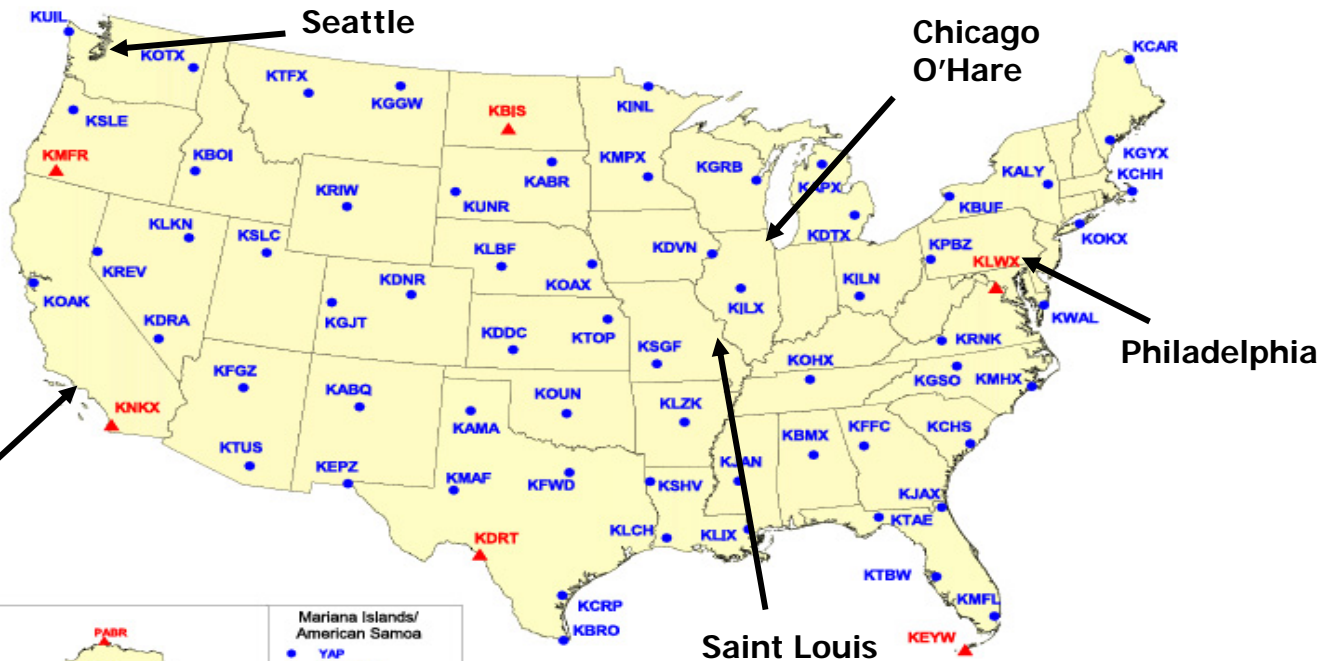 KUIL
Seattle
Chicago
O'Hare
KCAR
KOTX
KTFX
KGGW
KBIS
KINL
KSLE
KMFR
KBOI
KMPX
KGRB
KAPX
KALY
KGYX
KCHH
KABR
KUNR
KRIW
KBUF
KOKX
KLKN
KSLC
KDTX
KDVN
KPBZ
KLWX
KREV
KLBF
KOAX
KILN
KOAK
KDNR
KILX
KWAL
KGJT
KDRA
KDDC
KTOP
KSGF
KRNK
Philadelphia
KOHX
KFGZ
KABQ
KGSO
KMHX
KNKX
KAMA
KOUN
KLZK
KBMX
KFFC
KCHS
KTUS
KEPZ
KMAF
KFWD
KSHV
KJAN
KJAX
KTAE
KDRT
KLCH
KLIX
KTBW
KCRP
KMFL
KBRO
KEYW
Saint Louis
PABR
Mariana Islands/
American Samoa
YAP